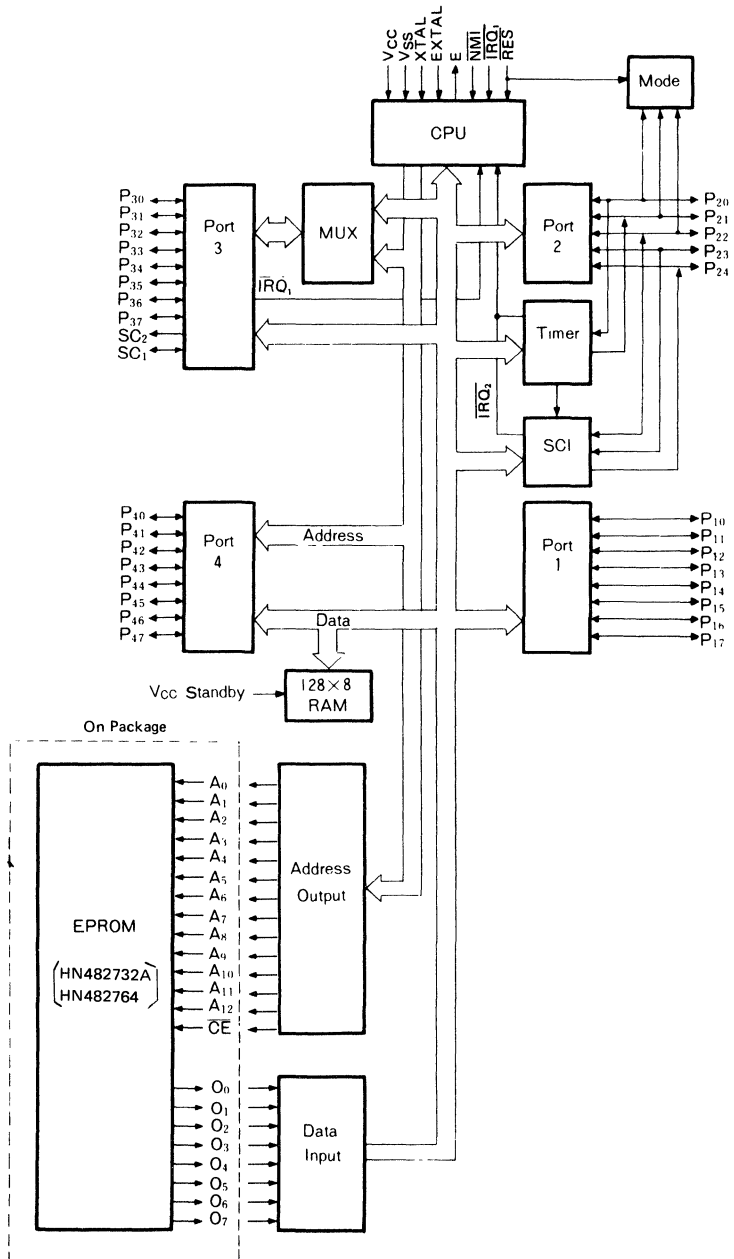 VCC
VSS
XTAL
EXTAL
E
NMI
IRQ₁
RES
Mode
CPU
P₃₀
P₃₁
P₃₂
P₃₃
P₃₄
P₃₅
P₃₆
P₃₇
SC₂
SC₁
Port
3
MUX
IRQ₁
Port
2
P₂₀
P₂₁
P₂₂
P₂₃
P₂₄
Timer
IRQ₂
SCI
P₄₀
P₄₁
P₄₂
P₄₃
P₄₄
P₄₅
P₄₆
P₄₇
Port
4
Address
Data
Port
1
P₁₀
P₁₁
P₁₂
P₁₃
P₁₄
P₁₅
P₁₆
P₁₇
VCC Standby
128×8
RAM
On Package
EPROM
(HN482732A
HN482764)
A₀
A₁
A₂
A₃
A₄
A₅
A₆
A₇
A₈
A₉
A₁₀
A₁₁
A₁₂
CE
Address
Output
O₀
O₁
O₂
O₃
O₄
O₅
O₆
O₇
Data
Input